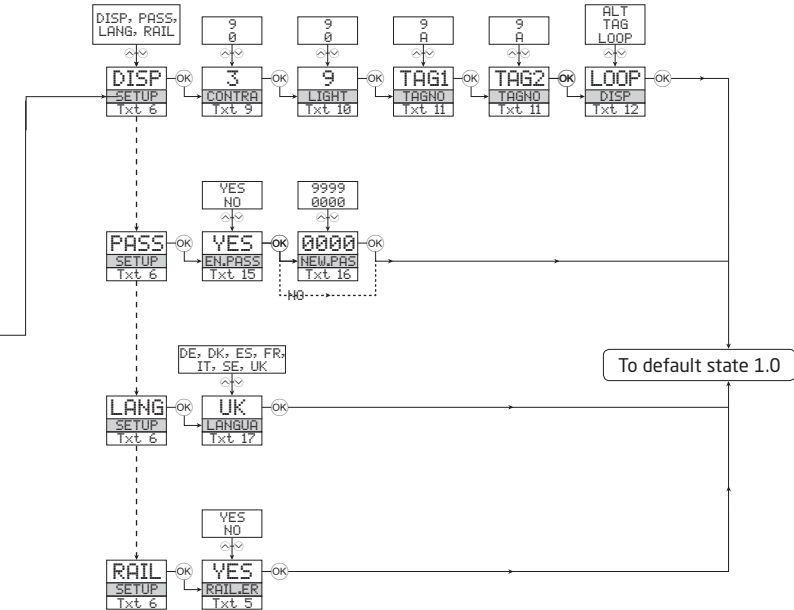 DISP, PASS,
LANG, RAIL
9
0
9
0
9
A
9
A
ALT
TAG
LOOP
DISP OK 3 OK 9 OK TAG1 OK TAG2 OK LOOP OK
SETUP CONTRA LIGHT TAGNO TAGNO DISP
Txt 6 Txt 9 Txt 10 Txt 11 Txt 11 Txt 12
YES
NO
9999
0000
PASS OK YES OK 0000 OK
SETUP EN.PASS NEW.PAS
Txt 6 Txt 15 Txt 16
NO
DE, DK, ES, FR,
IT, SE, UK
To default state 1.0
LANG OK UK OK
SETUP LANGUA
Txt 6 Txt 17
YES
NO
RAIL OK YES OK
SETUP RAIL.ER
Txt 6 Txt 5